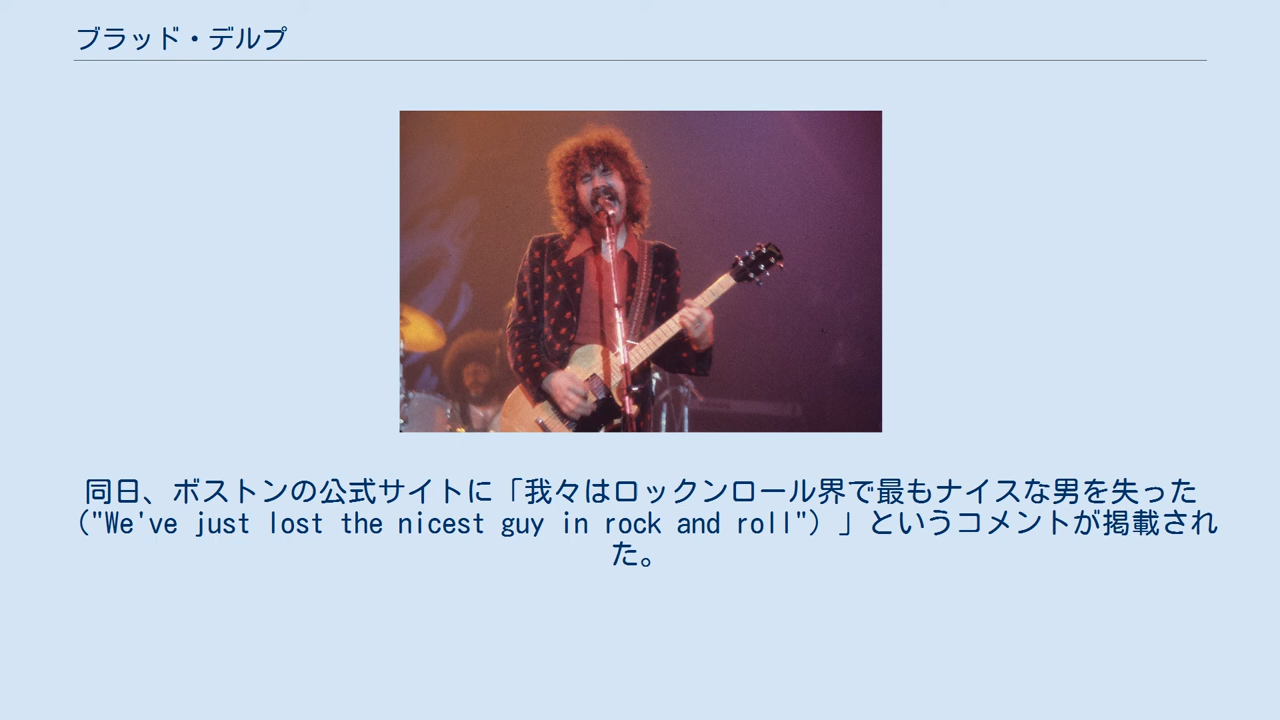 ブラッド・デルプ
同日、ボストンの公式サイトに「我々はロックンロール界で最もナイスな男を失った
("We've just lost the nicest guy in rock and roll")」というコメントが掲載され
た。